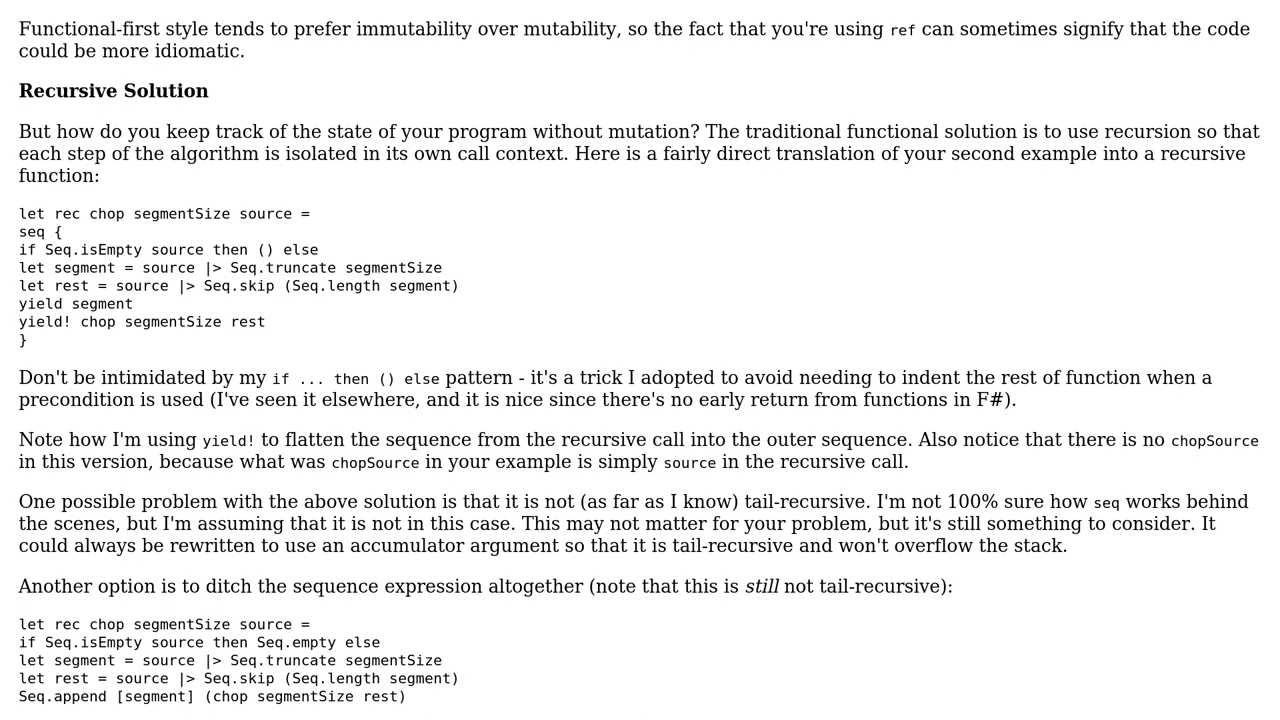 Functional-first style tends to prefer immutability over mutability, so the fact that you're using ref can sometimes signify that the code
could be more idiomatic.
Recursive Solution
But how do you keep track of the state of your program without mutation? The traditional functional solution is to use recursion so that
each step of the algorithm is isolated in its own call context. Here is a fairly direct translation of your second example into a recursive
function:
let rec chop segmentSize source =
seq {
if Seq.isEmpty source then () else
let segment = source |> Seq.truncate segmentSize
let rest = source |> Seq.skip (Seq.length segment)
yield segment
yield! chop segmentSize rest
}
Don't be intimidated by my if ... then () else pattern - it's a trick I adopted to avoid needing to indent the rest of function when a
precondition is used (I've seen it elsewhere, and it is nice since there's no early return from functions in F#).
Note how I'm using yield! to flatten the sequence from the recursive call into the outer sequence. Also notice that there is no chopSource
in this version, because what was chopSource in your example is simply source in the recursive call.
One possible problem with the above solution is that it is not (as far as I know) tail-recursive. I'm not 100% sure how seq works behind
the scenes, but I'm assuming that it is not in this case. This may not matter for your problem, but it's still something to consider. It
could always be rewritten to use an accumulator argument so that it is tail-recursive and won't overflow the stack.
Another option is to ditch the sequence expression altogether (note that this is still not tail-recursive):
let rec chop segmentSize source =
if Seq.isEmpty source then Seq.empty else
let segment = source |> Seq.truncate segmentSize
let rest = source |> Seq.skip (Seq.length segment)
Seq.append [segment] (chop segmentSize rest)